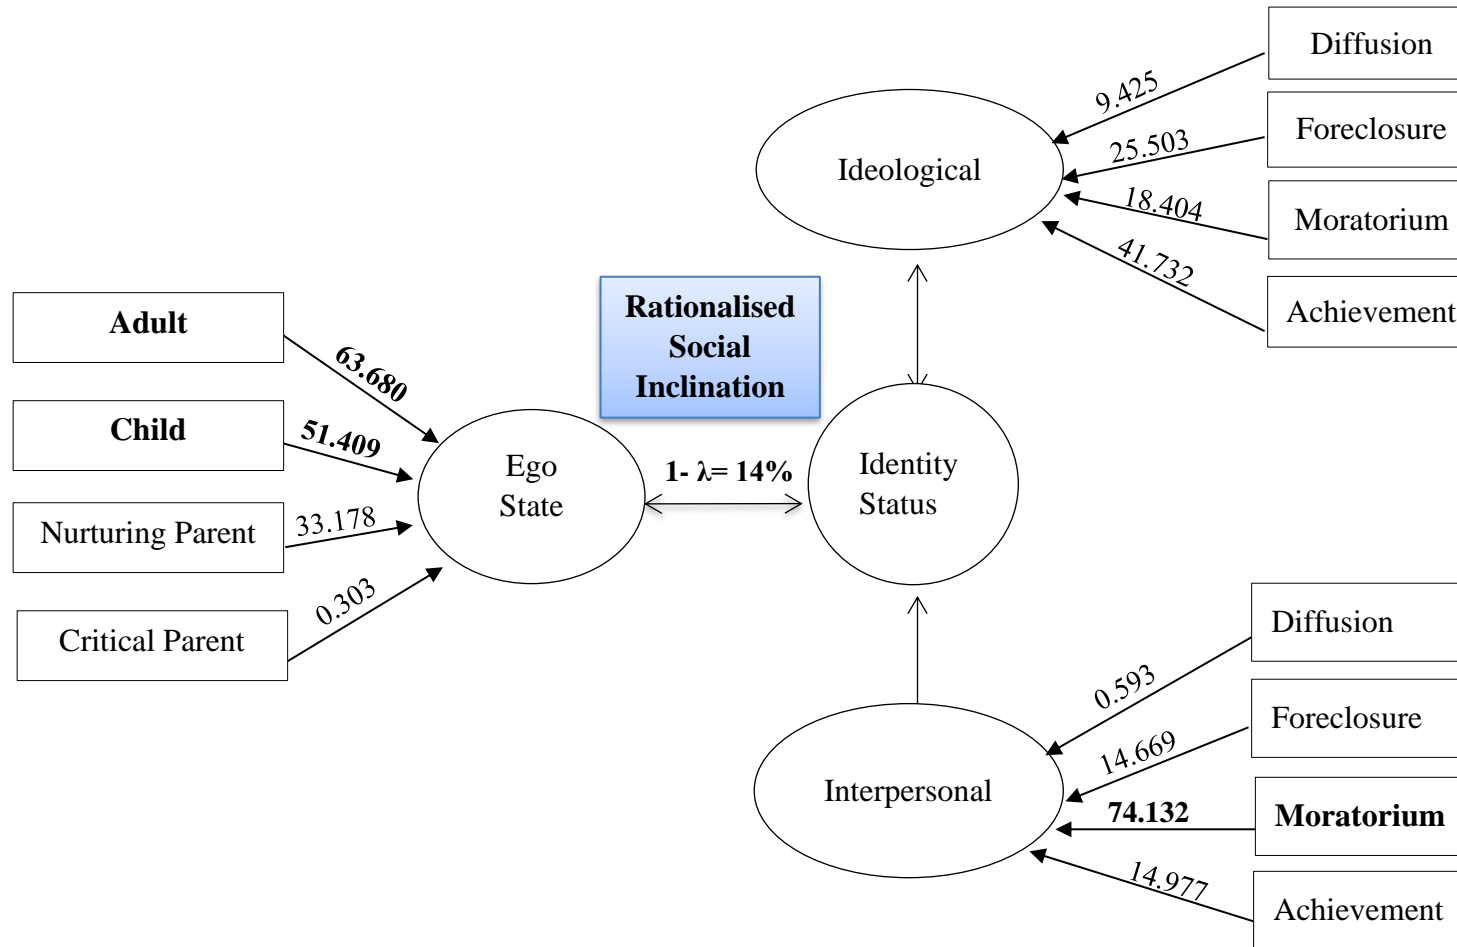 Diffusion
9.425
Foreclosure
25.503
Ideological
Moratorium
18.404
41.732
Achievement
Rationalised
Social
Inclination
Adult
63.680
Child
51.409
Nurturing Parent
33.178
Critical Parent
0.303
Ego
State
1- λ= 14%
Identity
Status
Diffusion
0.593
Foreclosure
14.669
Interpersonal
74.132
Moratorium
14.977
Achievement